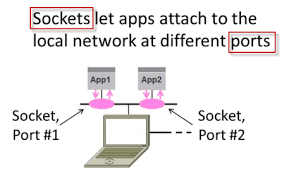 Sockets let apps attach to the
local network at different ports
App1
App2
Socket,
Port #1
Socket,
Port #2